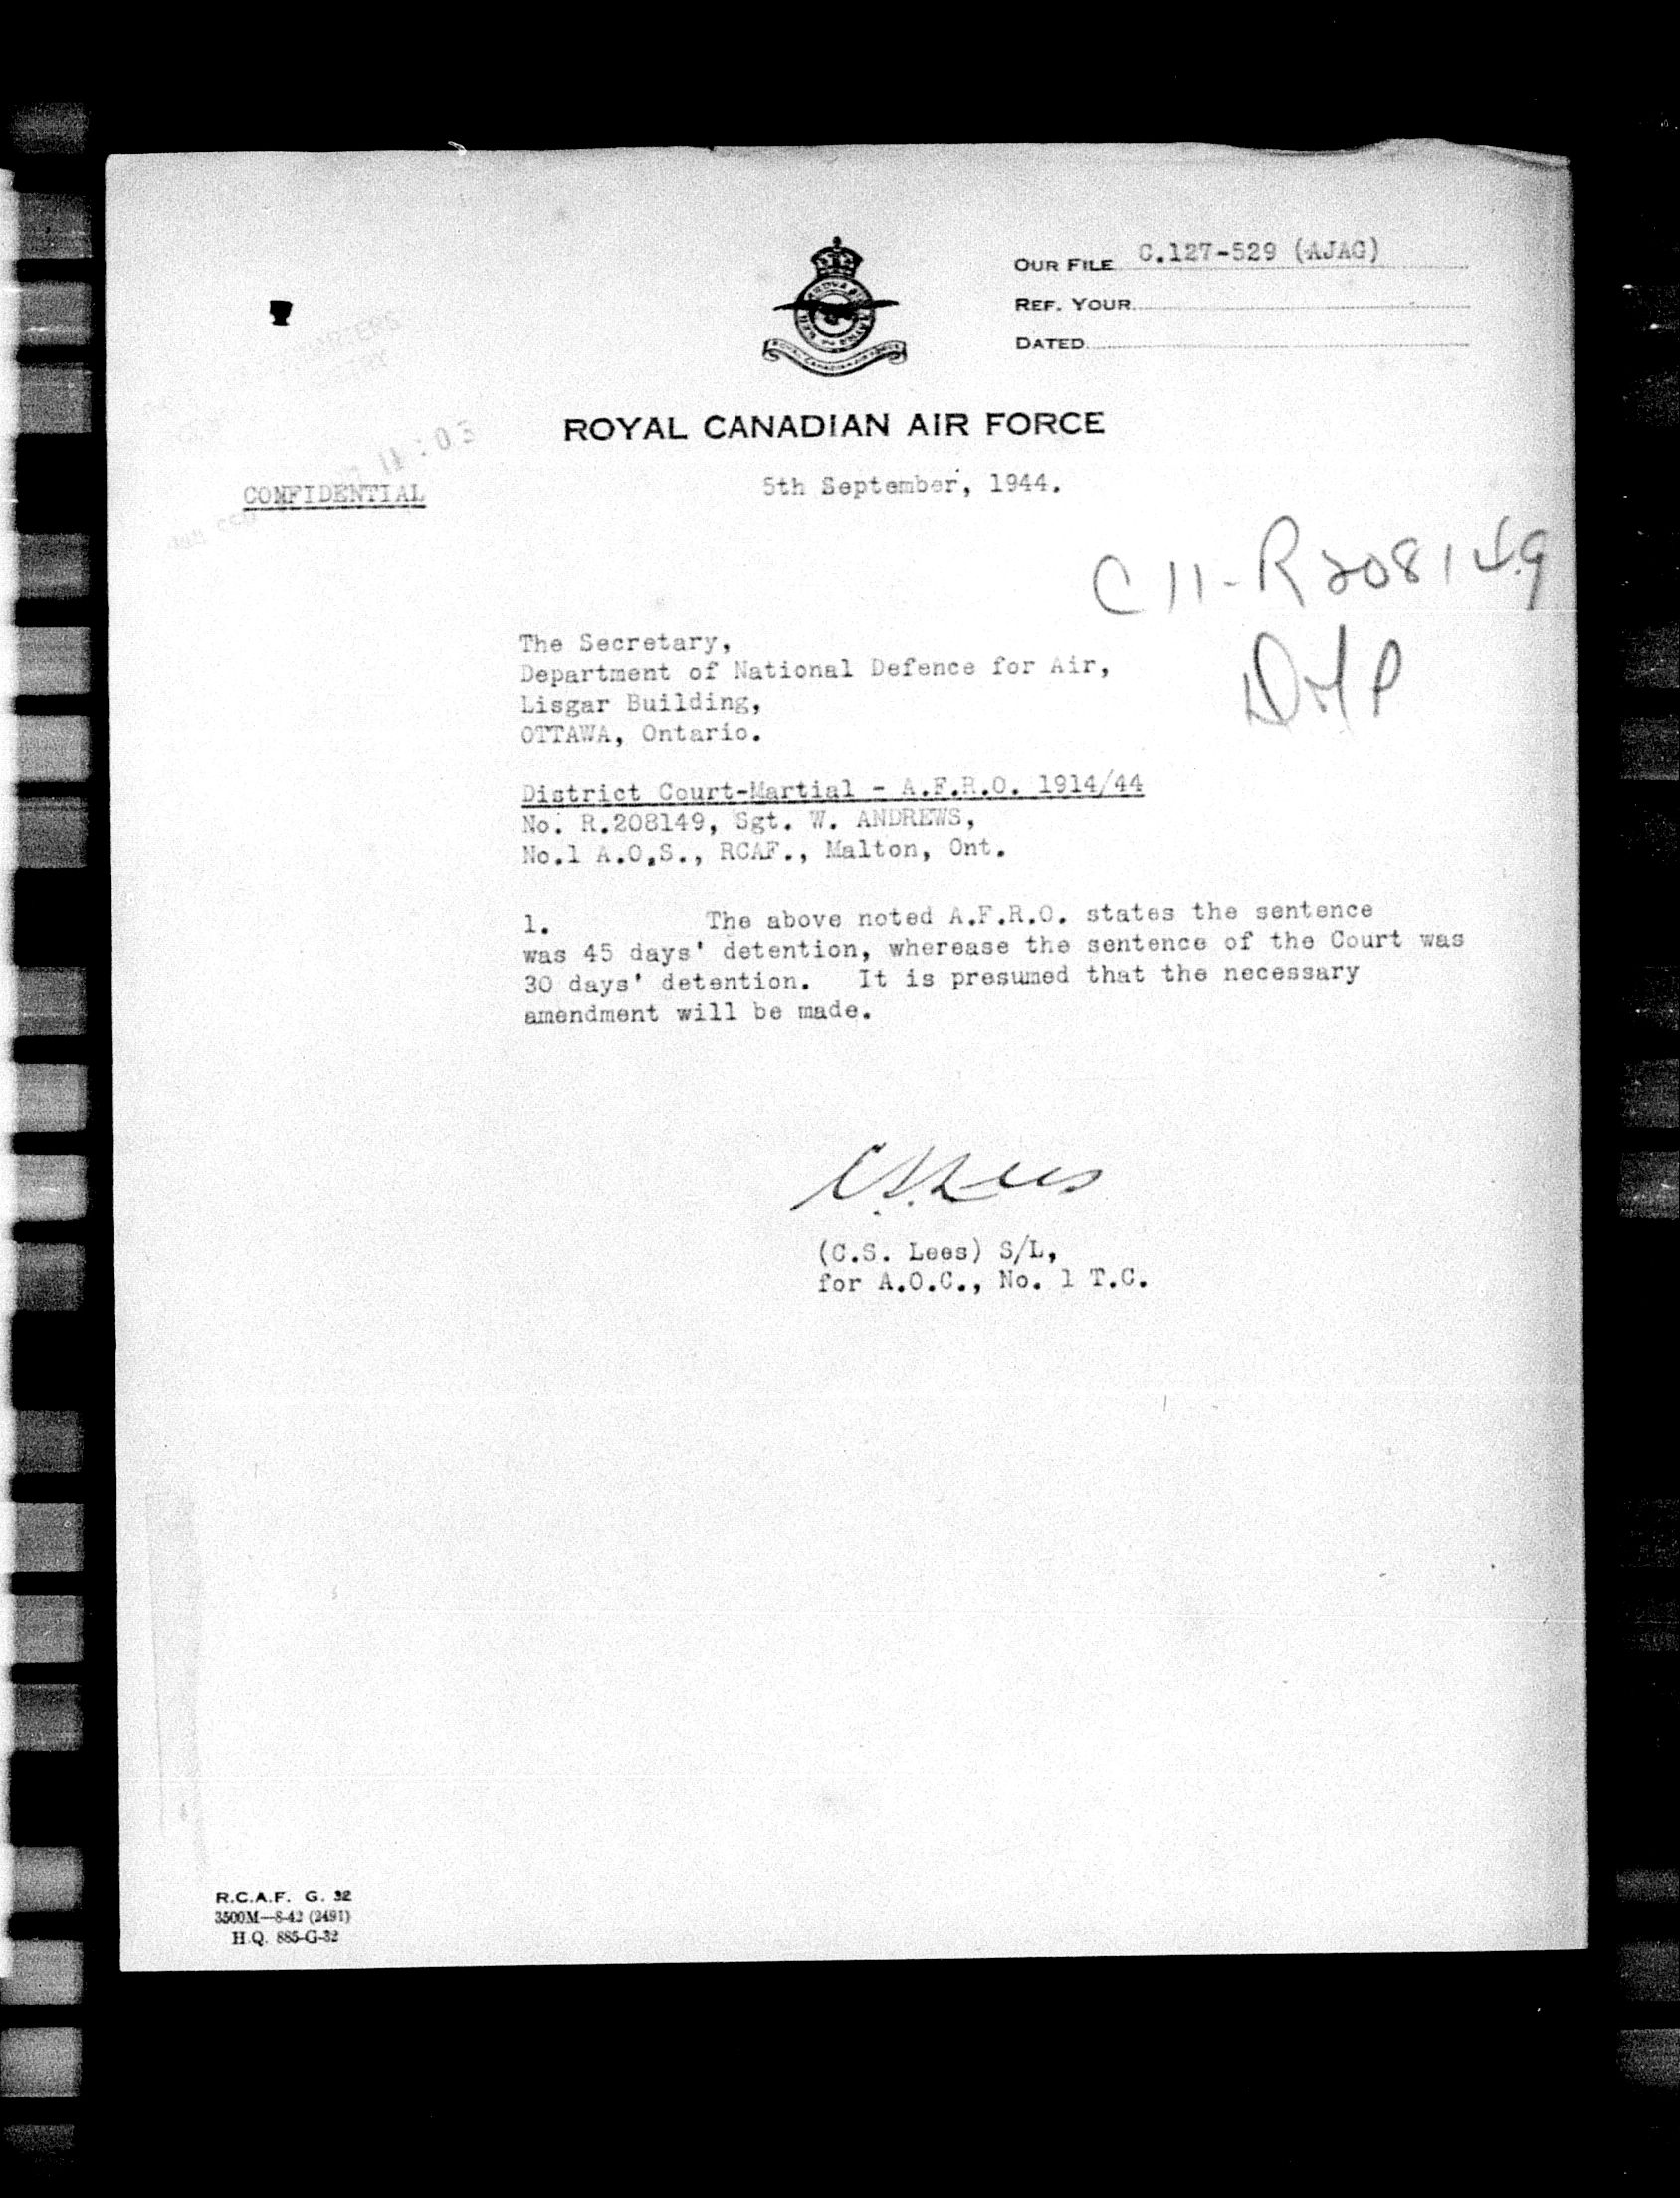 OUR FILE C.127-529 (AJAG)
REF. YOUR
DATED
ROYAL CANADIAN AIR FORCE
11:03
CONFIDENTIAL
5th September, 1944.
C 11-R208149
DMP
The Secretary,
Department of National Defence for Air,
Lisgar Building,
OTTAWA, Ontario.
District Court-Martial - A.F.R.O. 1914/44
No. R.208149, Sgt. W. ANDREWS,
No.1 A.O.S., RCAF., Malton, Ont.
1. The above noted A.F.R.O. states the sentence
was 45 days' detention, wherease the sentence of the Court was
30 days' detention. It is presumed that the necessary
amendment will be made.
C.S. Lees
(C.S. Lees) S/L,
for A.O.C., No. 1 T.C.
R.C.A.F. G. 32
3500M—8-42 (2491)
H.Q. 885-G-32